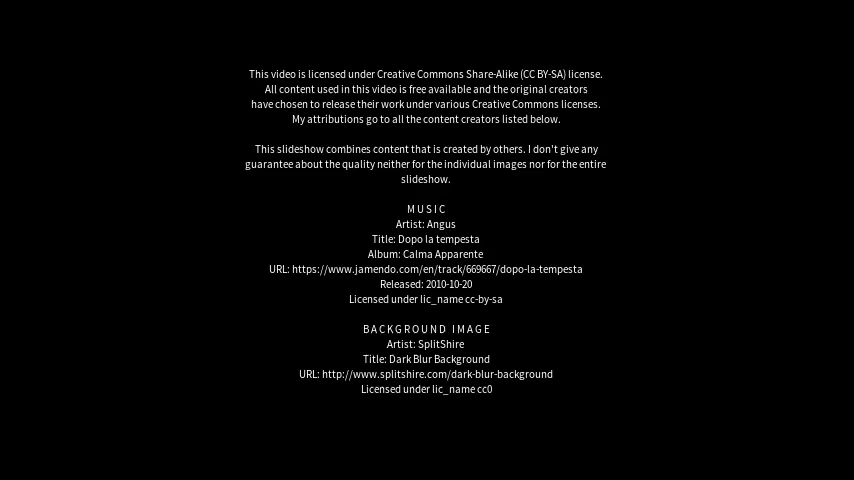 This video is licensed under Creative Commons Share-Alike (CC BY-SA) license.
All content used in this video is free available and the original creators
have chosen to release their work under various Creative Commons licenses.
My attributions go to all the content creators listed below.
This slideshow combines content that is created by others. I don't give any
guarantee about the quality neither for the individual images nor for the entire
slideshow.
MUSIC
Artist: Angus
Title: Dopo la tempesta
Album: Calma Apparente
URL: https://www.jamendo.com/en/track/669667/dopo-la-tempesta
Released: 2010-10-20
Licensed under lic_name cc-by-sa
BACKGROUND IMAGE
Artist: SplitShire
Title: Dark Blur Background
URL: http://www.splitshire.com/dark-blur-background
Licensed under lic_name cc0